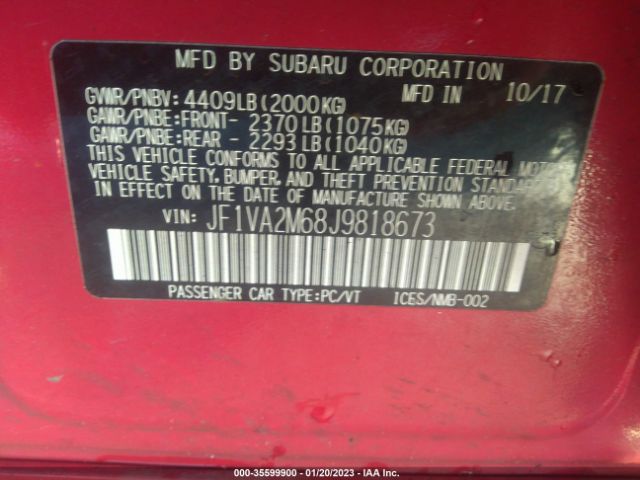 MFD BY SUBARU CORPORATION
GVWR/PNBV: 4409LB(2000KG) MFD IN 10/17
GAWR/PNBE:FRONT- 2370LB(1075KG)
GAWR/PNBE:REAR - 2293LB(1040KG)
THIS VEHICLE CONFORMS TO ALL APPLICABLE FEDERAL MOTOR
VEHICLE SAFETY, BUMPER, AND THEFT PREVENTION STANDARDS
IN EFFECT ON THE DATE OF MANUFACTURE SHOWN ABOVE.
VIN: JF1VA2M68J9818673
PASSENGER CAR TYPE:PC/VT ICES/NMB-002
000-35599900 - 01/20/2023 - IAA Inc.